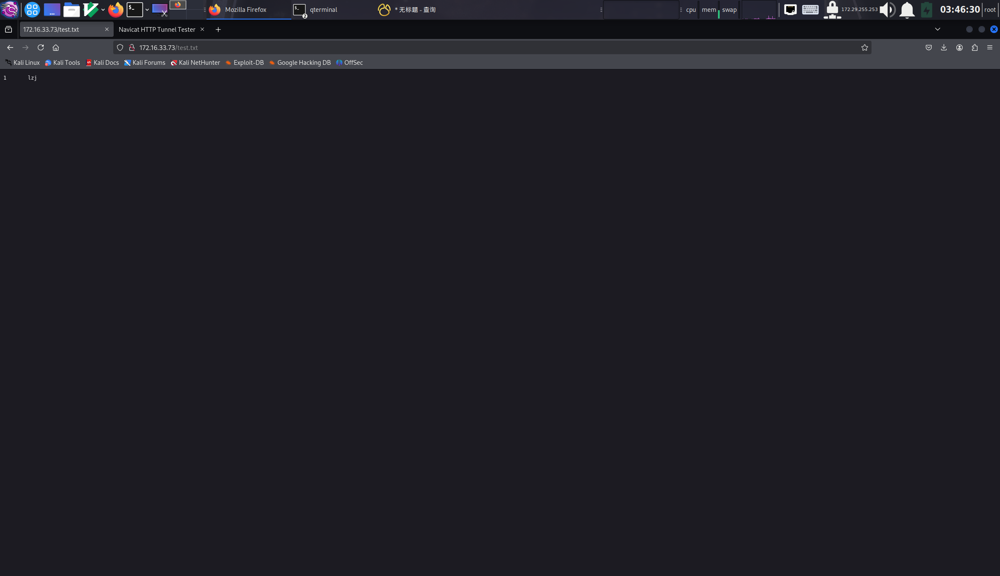 Mozilla Firefox
qterminal
2
* 无标题 - 查询
cpu
mem
swap
172.29.255.253
03:46:30
root
172.16.33.73/test.txt
Navicat HTTP Tunnel Tester
172.16.33.73/test.txt
Kali Linux
Kali Tools
Kali Docs
Kali Forums
Kali NetHunter
Exploit-DB
Google Hacking DB
OffSec
1 lzj